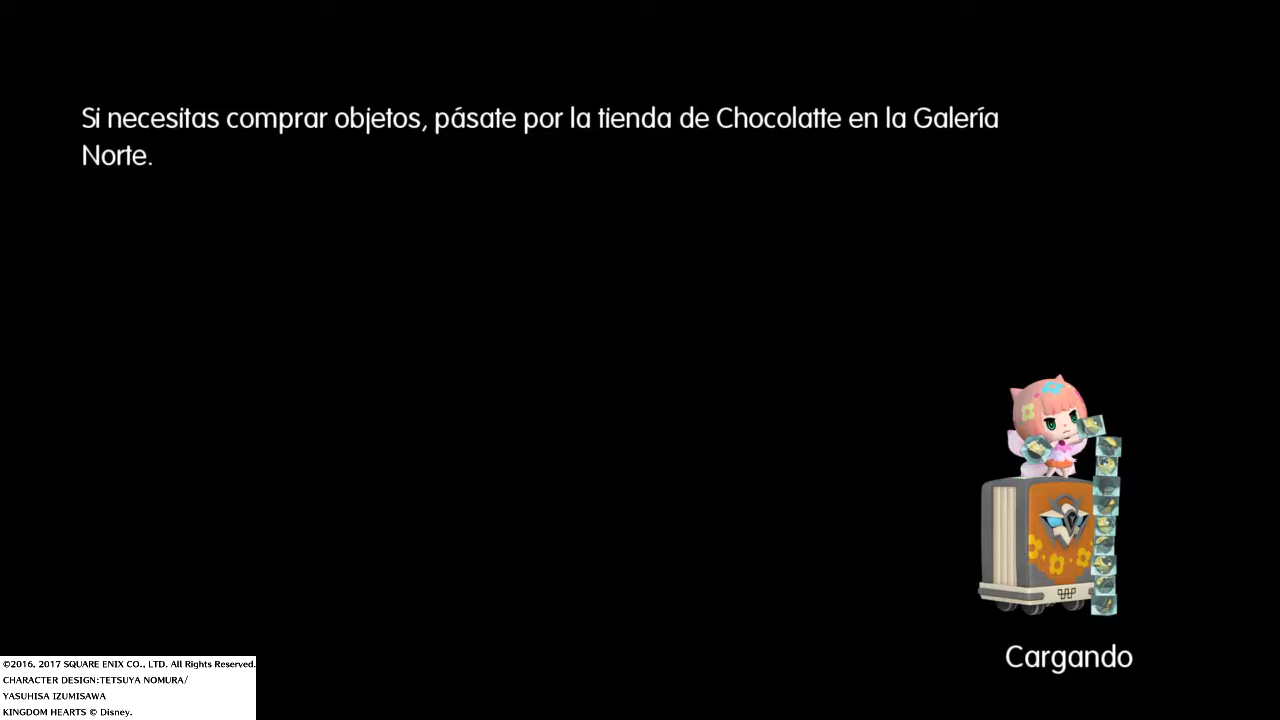 Si necesitas comprar objetos, pásate por la tienda de Chocolatte en la Galería
Norte.
Cargando
©2016, 2017 SQUARE ENIX CO., LTD. All Rights Reserved.
CHARACTER DESIGN:TETSUYA NOMURA/
YASUHISA IZUMISAWA
KINGDOM HEARTS © Disney.